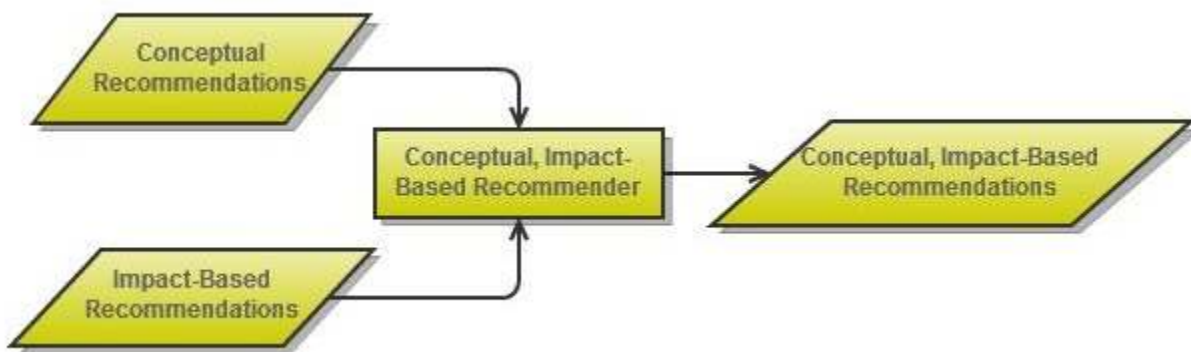 Conceptual
Recommendations
Conceptual, Impact-
Based Recommender
Conceptual, Impact-Based
Recommendations
Impact-Based
Recommendations